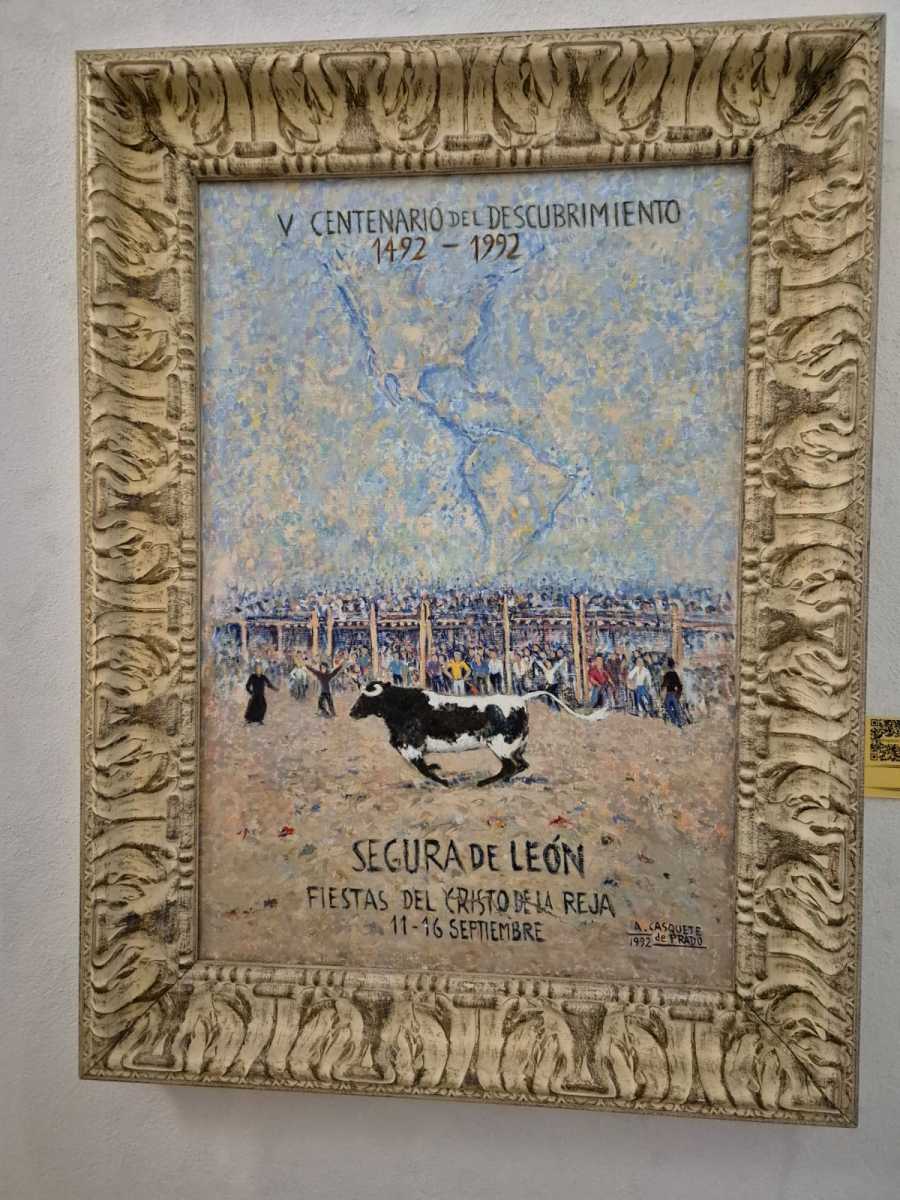 V CENTENARIO DEL DESCUBRIMIENTO
1492 - 1992
SEGURA DE LEÓN
FIESTAS DEL CRISTO DE LA REJA
11-16 SEPTIEMBRE
A. CASQUETE
1992 de PRADO